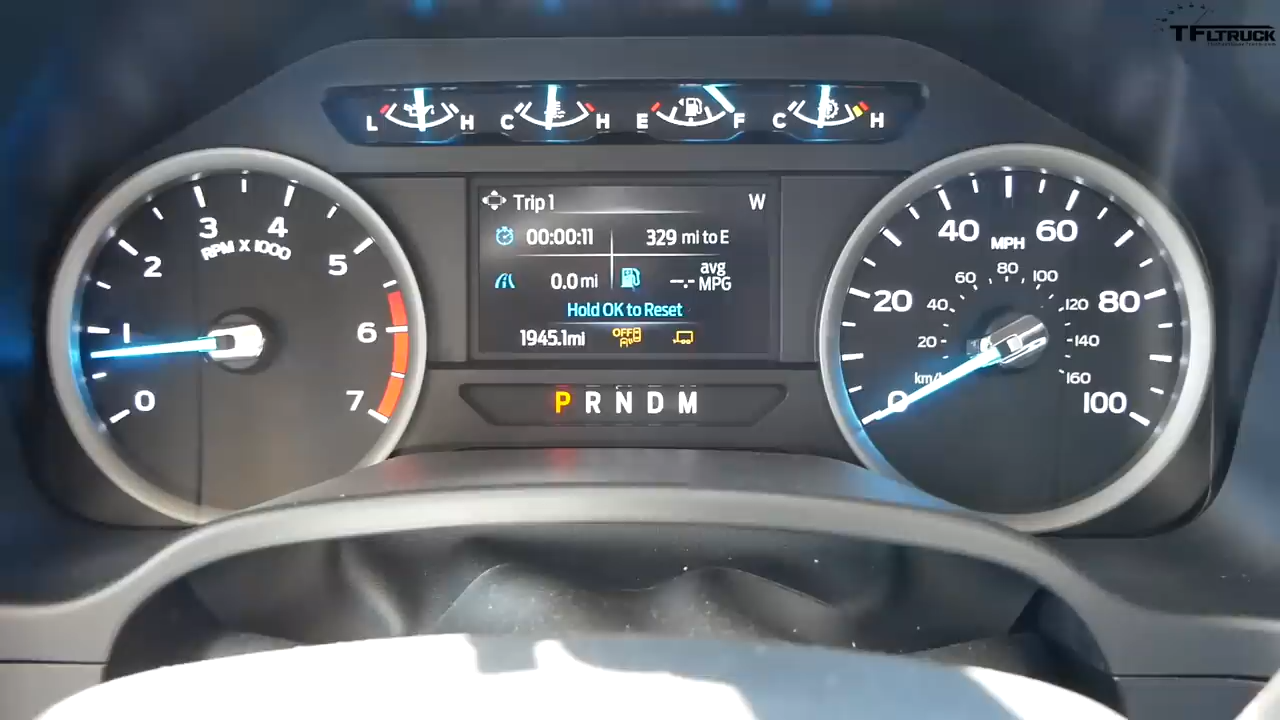 TFLTRUCK
L H C H E F C H
Trip 1 W
00:00:11 329 mi to E
0.0 mi avg
--.- MPG
Hold OK to Reset
1945.1mi OFF
P R N D M
0 1 2 3 4 5 6 7
RPM X 1000
0 20 40 60 80 100
MPH
20 40 60 80 100 120 140 160
km/h